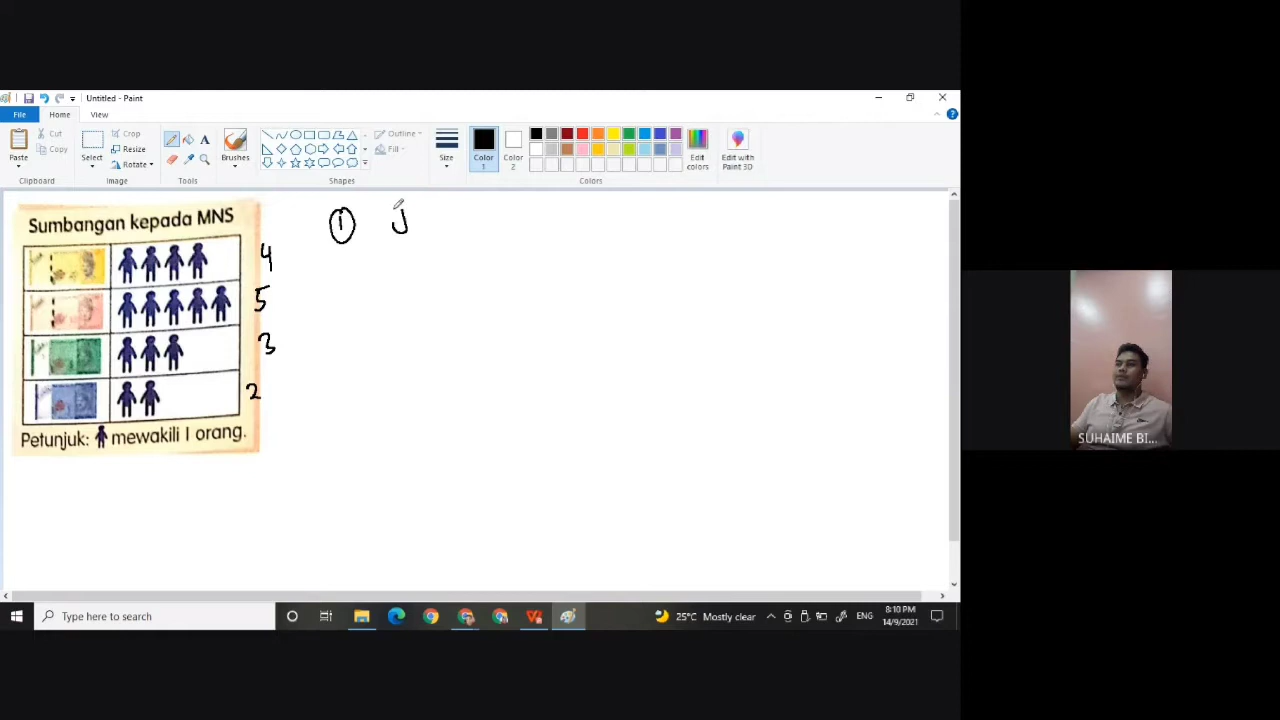 Untitled - Paint
File
Home
View
Paste
Cut
Copy
Clipboard
Select
Crop
Resize
Rotate
Image
A
Tools
Brushes
Outline
Fill
Shapes
Size
Color
1
Color
2
Edit
colors
Colors
Edit with
Paint 3D
Sumbangan kepada MNS
4
5
3
2
Petunjuk: mewakili 1 orang.
1 J
SUHAIME BI...
Type here to search
25°C Mostly clear
ENG
8:10 PM
14/9/2021